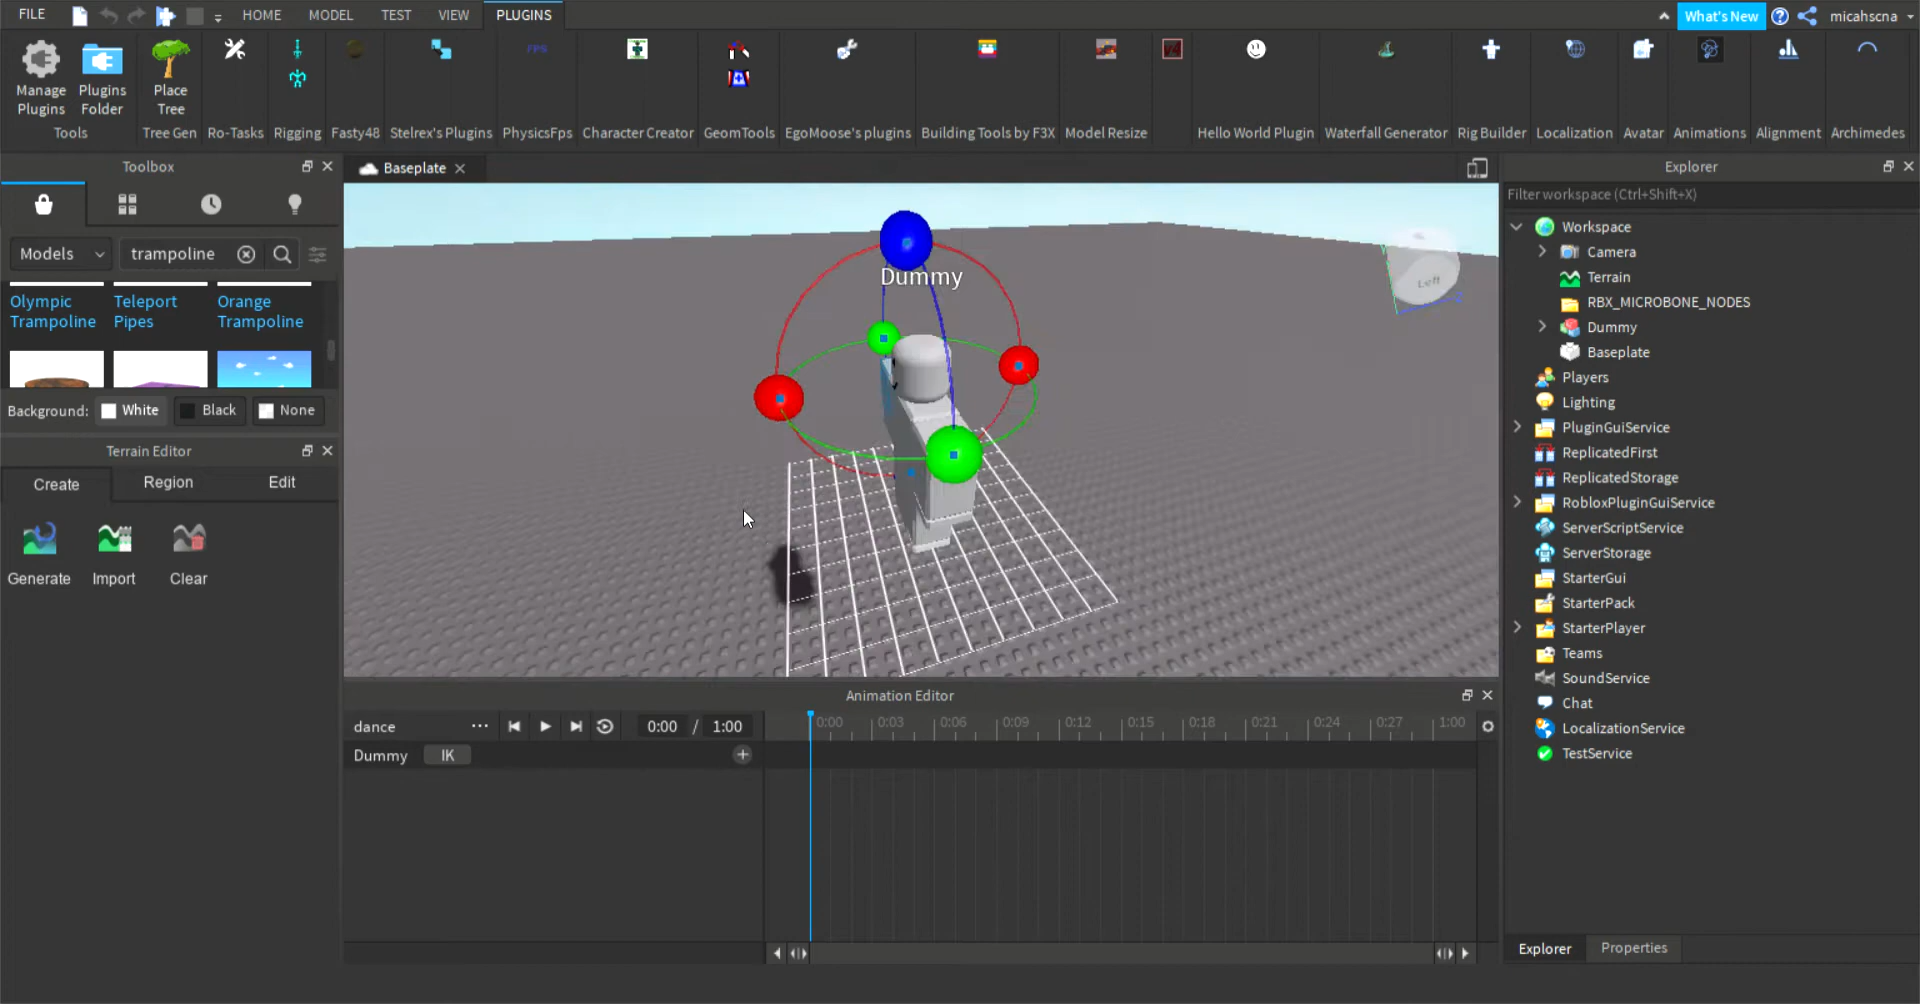 FILE HOME MODEL TEST VIEW PLUGINS What's New micahscna
Manage Plugins
Plugins Folder
Place Tree
FPS
Tools Tree Gen Ro-Tasks Rigging Fasty48 Stelrex's Plugins PhysicsFps Character Creator GeomTools EgoMoose's plugins Building Tools by F3X Model Resize Hello World Plugin Waterfall Generator Rig Builder Localization Avatar Animations Alignment Archimedes
Toolbox
Models trampoline
Olympic Trampoline
Teleport Pipes
Orange Trampoline
Background: White Black None
Terrain Editor
Create Region Edit
Generate Import Clear
Baseplate
Dummy
Left
Animation Editor
dance ... 0:00 / 1:00 0:00 0:03 0:06 0:09 0:12 0:15 0:18 0:21 0:24 0:27 1:00
Dummy IK
Explorer
Filter workspace (Ctrl+Shift+X)
Workspace
Camera
Terrain
RBX_MICROBONE_NODES
Dummy
Baseplate
Players
Lighting
PluginGuiService
ReplicatedFirst
ReplicatedStorage
RobloxPluginGuiService
ServerScriptService
ServerStorage
StarterGui
StarterPack
StarterPlayer
Teams
SoundService
Chat
LocalizationService
TestService
Explorer Properties